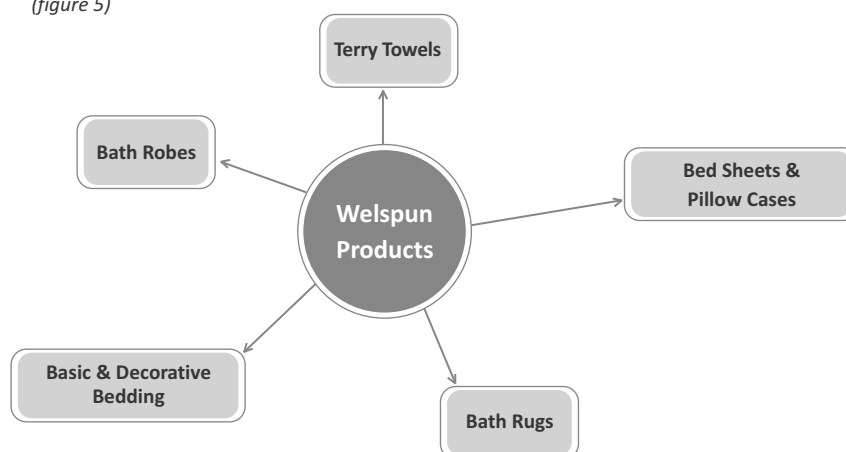 (figure 5)
Terry Towels
Bath Robes
Bed Sheets &
Pillow Cases
Welspun
Products
Basic & Decorative
Bedding
Bath Rugs